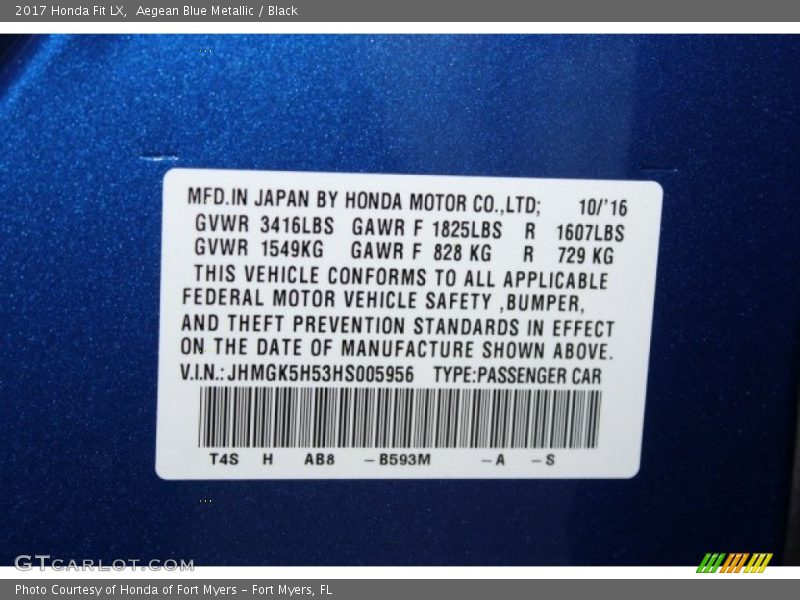 2017 Honda Fit LX,  Aegean Blue Metallic / Black
MFD.IN JAPAN BY HONDA MOTOR CO.,LTD; 10/'16
GVWR 3416LBS GAWR F 1825LBS R 1607LBS
GVWR 1549KG GAWR F 828 KG R 729 KG
THIS VEHICLE CONFORMS TO ALL APPLICABLE
FEDERAL MOTOR VEHICLE SAFETY ,BUMPER,
AND THEFT PREVENTION STANDARDS IN EFFECT
ON THE DATE OF MANUFACTURE SHOWN ABOVE.
V.I.N.:JHMGK5H53HS005956 TYPE:PASSENGER CAR
T4S H AB8 -B593M -A -S
GTCARLOT.COM
Photo Courtesy of Honda of Fort Myers - Fort Myers, FL